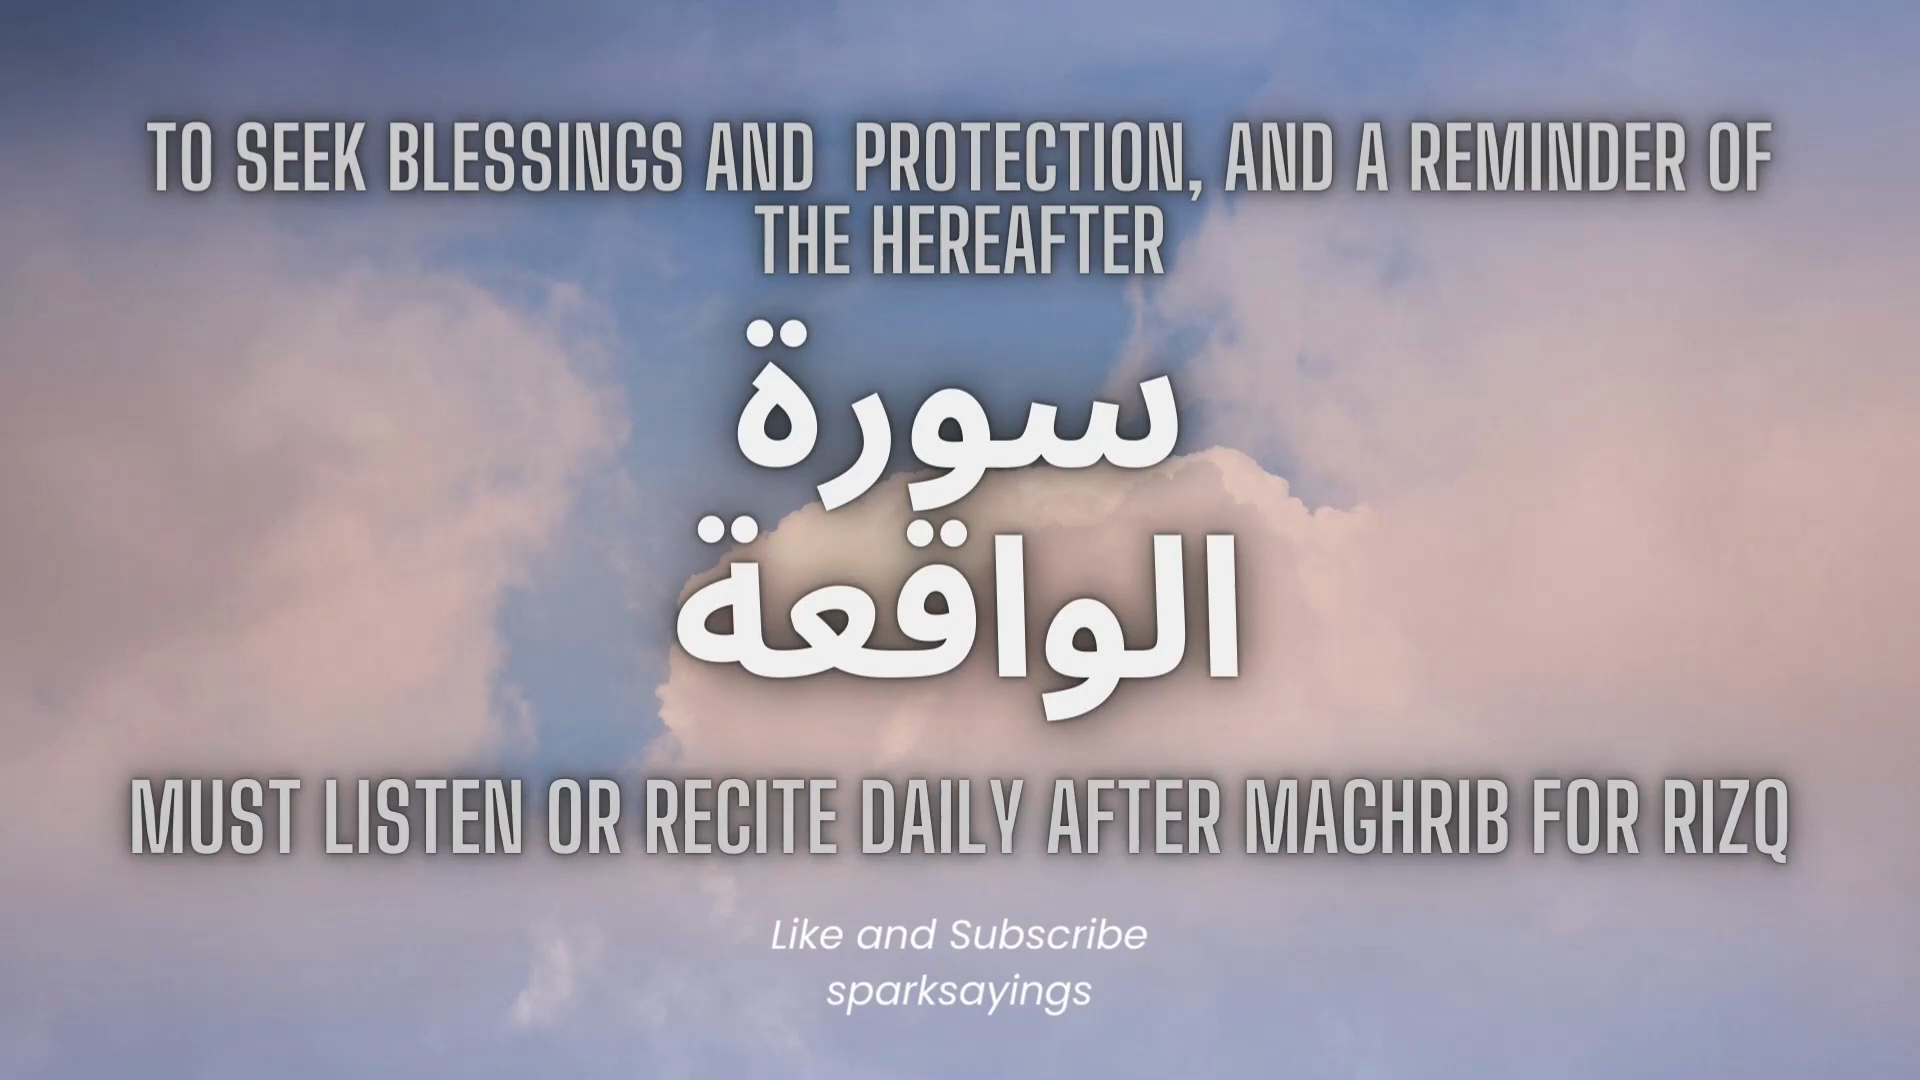 TO SEEK BLESSINGS AND PROTECTION, AND A REMINDER OF
THE HEREAFTER
سورة
الواقعة
MUST LISTEN OR RECITE DAILY AFTER MAGHRIB FOR RIZQ
Like and Subscribe
sparksayings